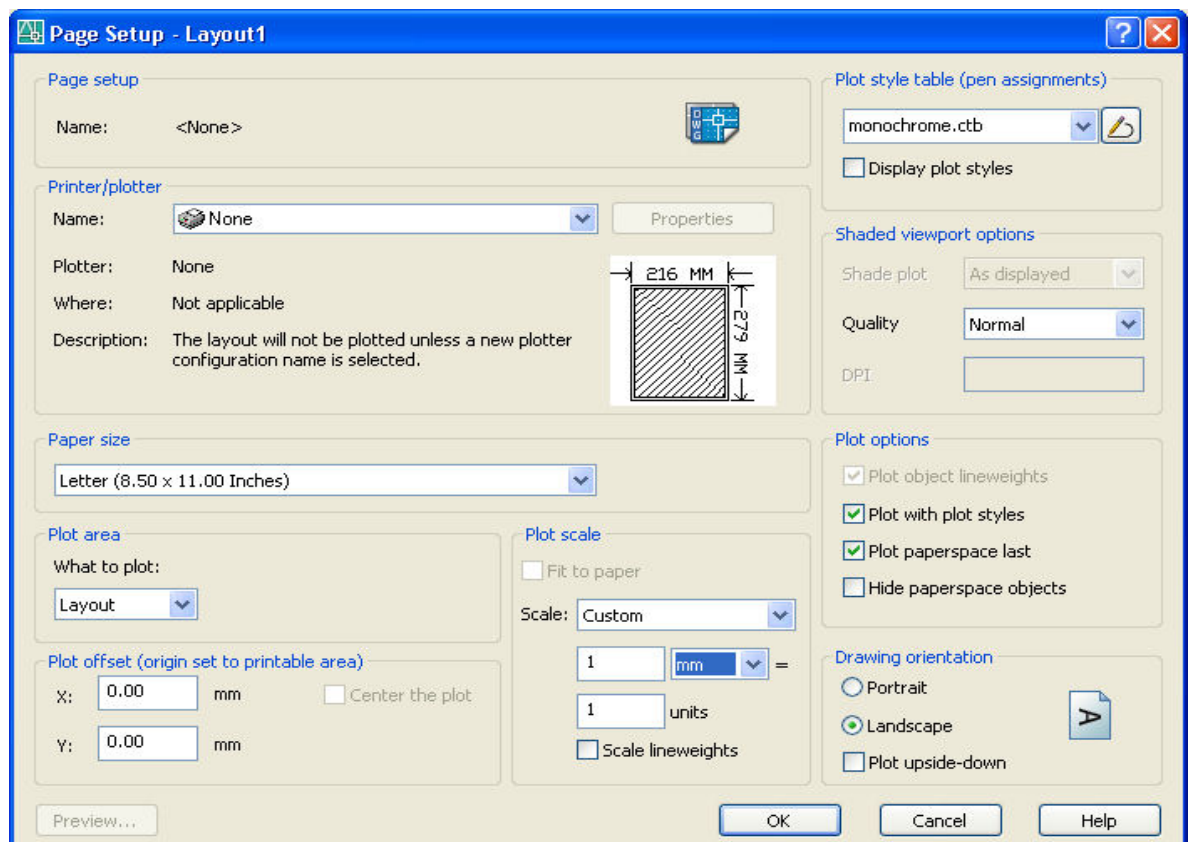 Page Setup - Layout1
Page setup
Name: <None>
DWG
Printer/plotter
Name: None Properties
Plotter: None
Where: Not applicable
Description: The layout will not be plotted unless a new plotter
configuration name is selected.
216 MM
279 MM
Paper size
Letter (8.50 x 11.00 Inches)
Plot area
What to plot:
Layout
Plot offset (origin set to printable area)
X: 0.00 mm Center the plot
Y: 0.00 mm
Plot scale
Fit to paper
Scale: Custom
1 mm =
1 units
Scale lineweights
Plot style table (pen assignments)
monochrome.ctb
Display plot styles
Shaded viewport options
Shade plot As displayed
Quality Normal
DPI
Plot options
Plot object lineweights
Plot with plot styles
Plot paperspace last
Hide paperspace objects
Drawing orientation
Portrait
Landscape
A
Plot upside-down
Preview... OK Cancel Help